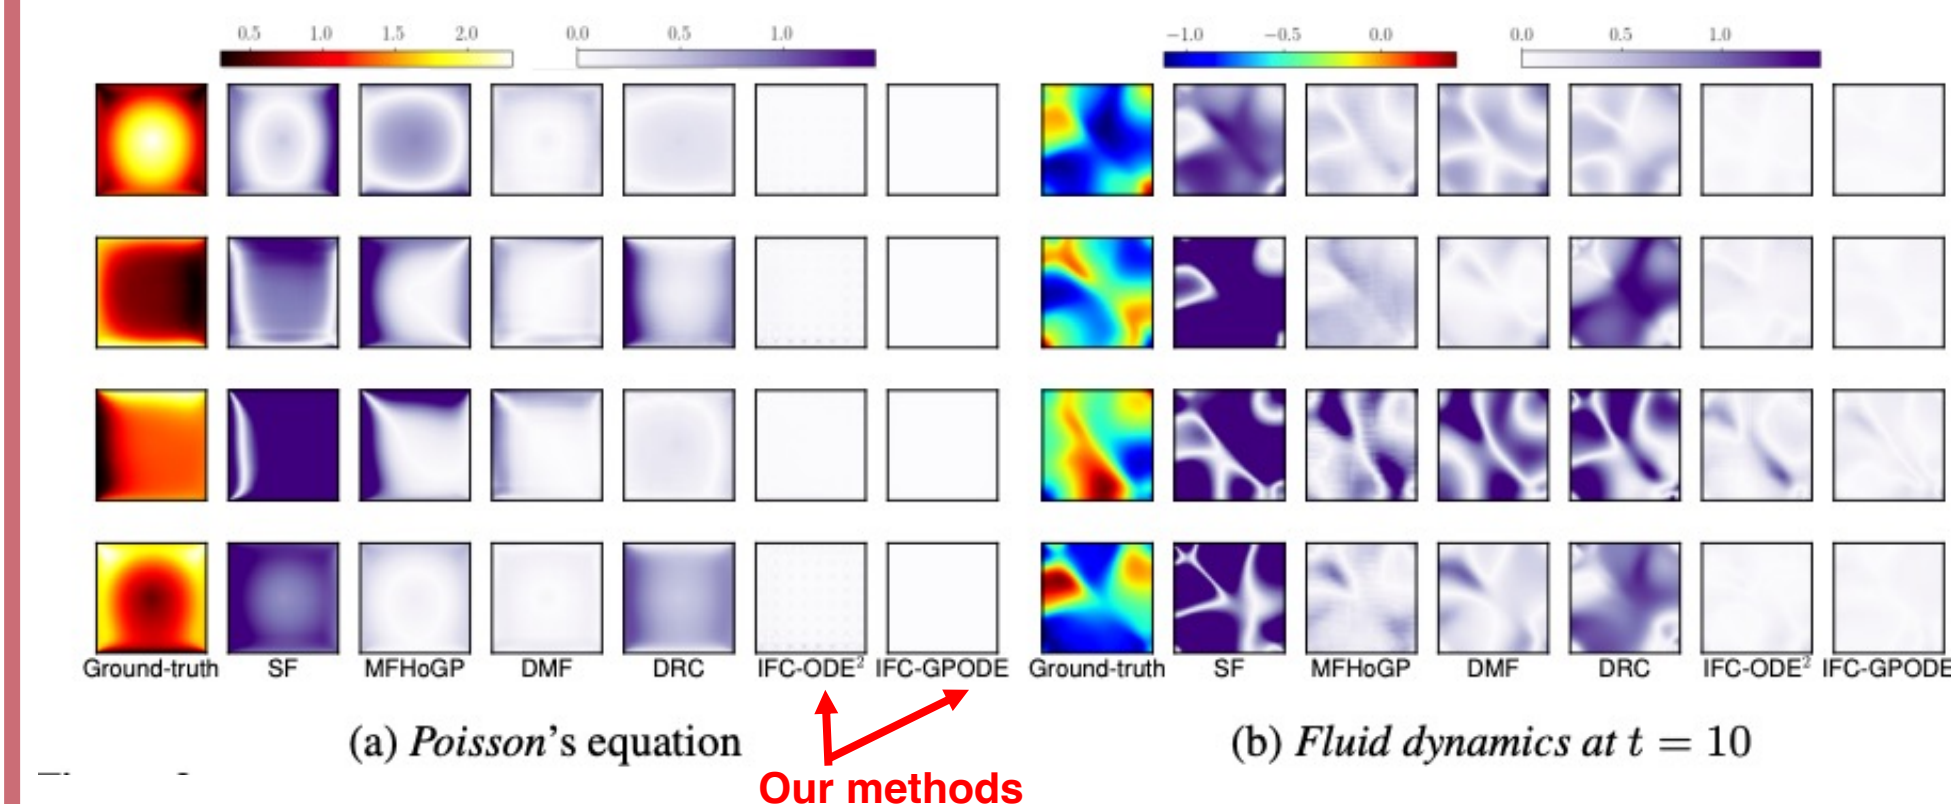 0.5 1.0 1.5 2.0 0.0 0.5 1.0 −1.0 −0.5 0.0 0.0 0.5 1.0
Ground-truth SF MFHoGP DMF DRC IFC-ODE² IFC-GPODE Ground-truth SF MFHoGP DMF DRC IFC-ODE² IFC-GPODE
(a) Poisson's equation (b) Fluid dynamics at t = 10
Our methods